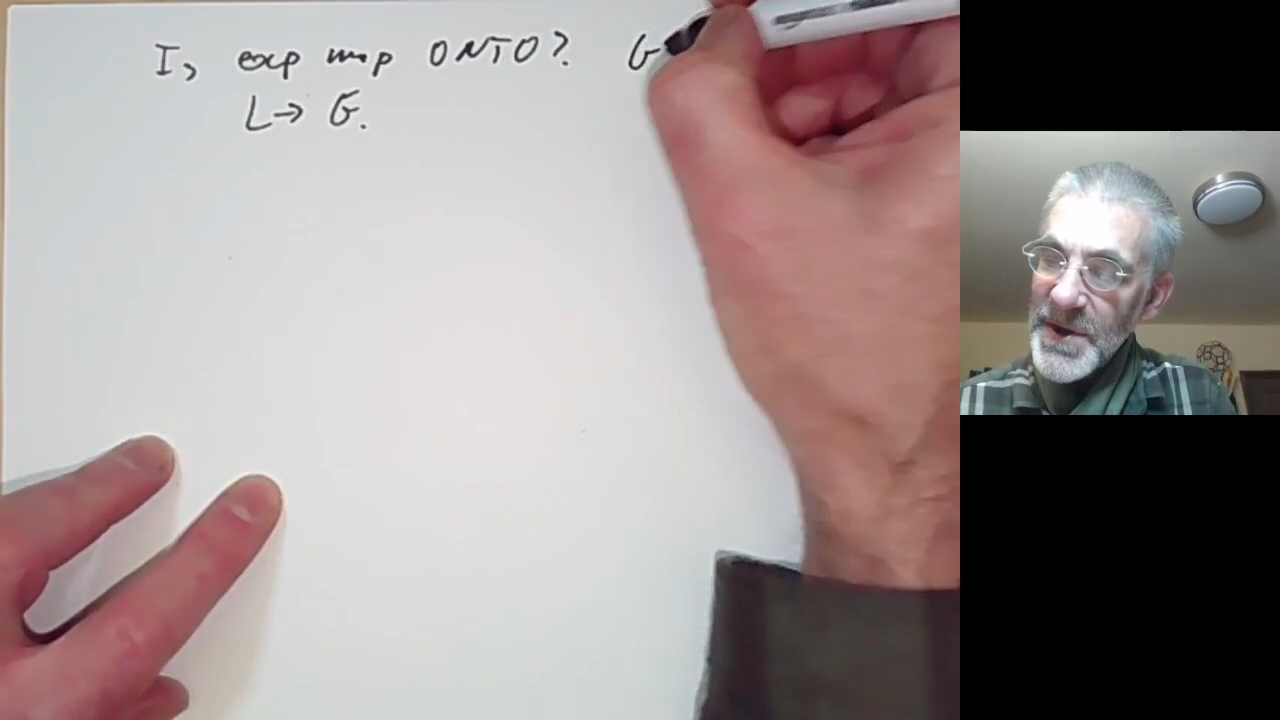 Is exp map ONTO? G
L → G.